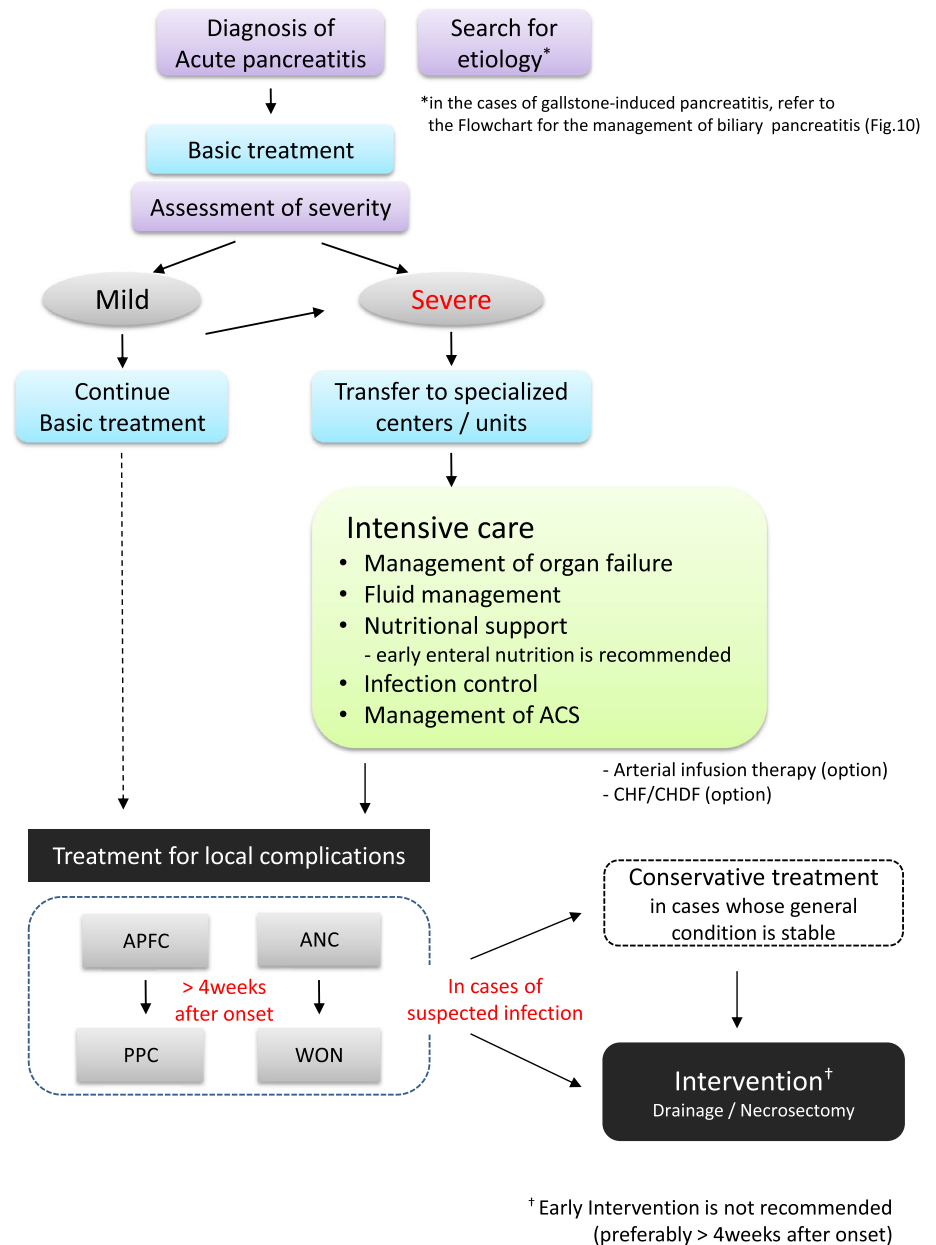 Diagnosis of
Acute pancreatitis
Search for
etiology*
*in the cases of gallstone-induced pancreatitis, refer to
the Flowchart for the management of biliary pancreatitis (Fig.10)
Basic treatment
Assessment of severity
Mild
Severe
Continue
Basic treatment
Transfer to specialized
centers / units
Intensive care
• Management of organ failure
• Fluid management
• Nutritional support
- early enteral nutrition is recommended
• Infection control
• Management of ACS
- Arterial infusion therapy (option)
- CHF/CHDF (option)
Treatment for local complications
APFC
ANC
> 4weeks
after onset
PPC
WON
In cases of
suspected infection
Conservative treatment
in cases whose general
condition is stable
Intervention†
Drainage / Necrosectomy
† Early Intervention is not recommended
(preferably > 4weeks after onset)